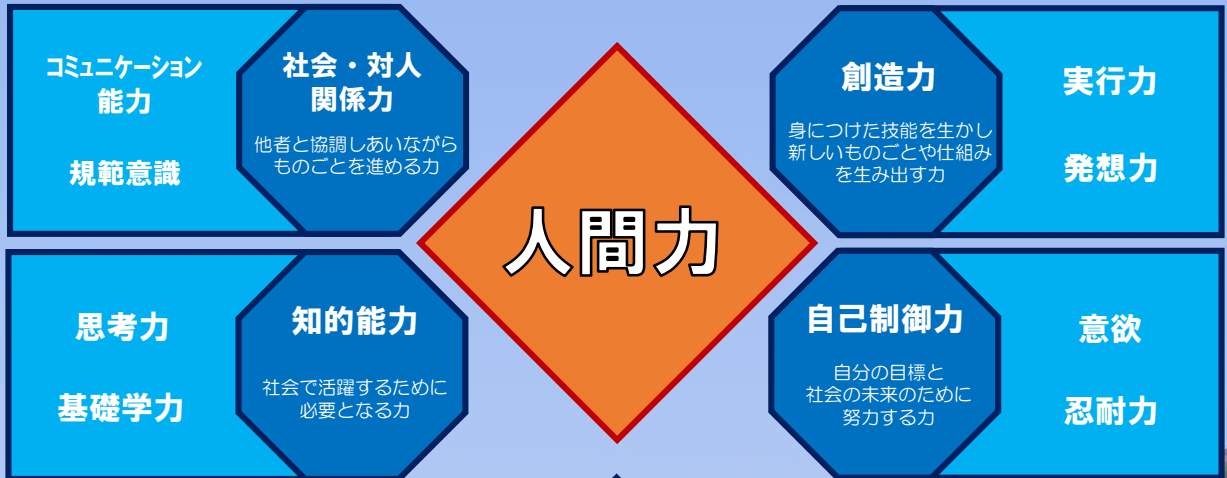 コミュニケーション
能力
規範意識
社会・対人
関係力
他者と協調しあいながら
ものごとを進める力
人間力
創造力
身につけた技能を生かし
新しいものごとや仕組み
を生み出す力
実行力
発想力
思考力
基礎学力
知的能力
社会で活躍するために
必要となる力
自己制御力
自分の目標と
社会の未来のために
努力する力
意欲
忍耐力